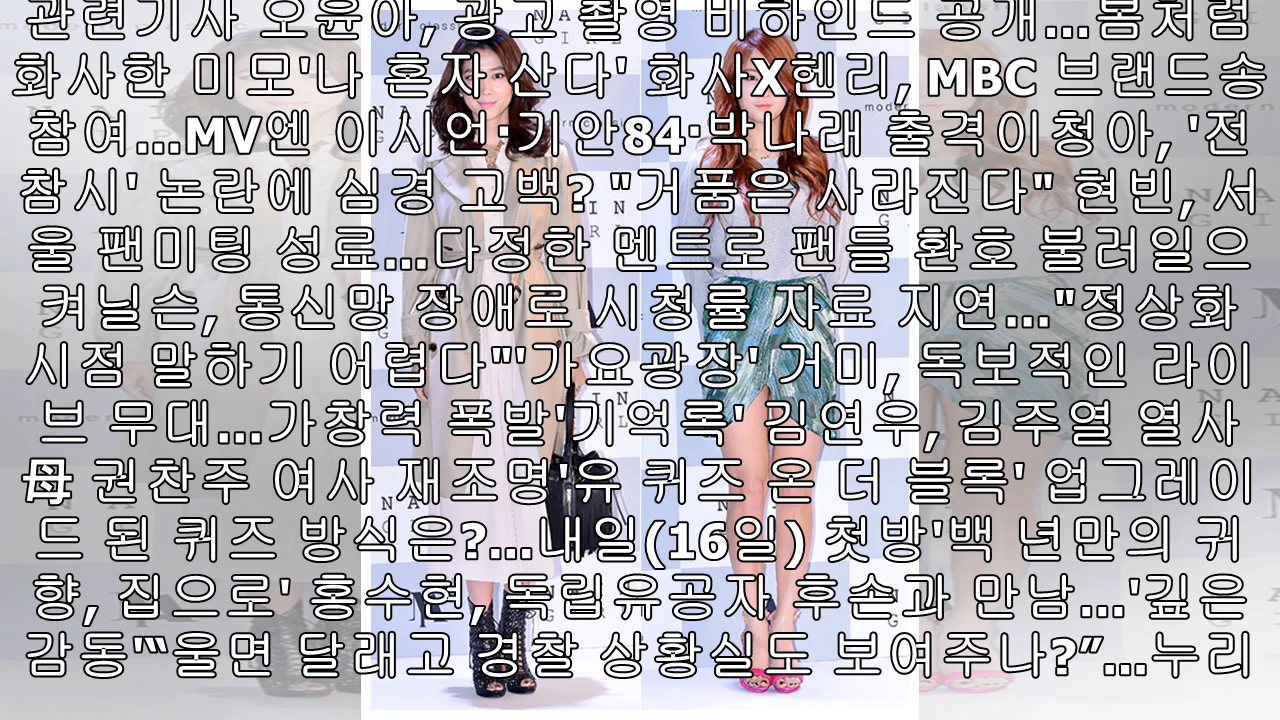 관련기사 오윤아, 광고 촬영 비하인드 공개...봄처럼
화사한 미모'나 혼자 산다' 화사X헨리, MBC 브랜드송
참여...MV엔 이시언·기안84·박나래 출격이청아, '전
참시' 논란에 심경 고백? "거품은 사라진다" 현빈, 서
울 팬미팅 성료...다정한 멘트로 팬들 환호 불러일으
켜닐슨, 통신망 장애로 시청률 자료 지연... "정상화
시점 말하기 어렵다"'가요광장' 거미, 독보적인 라이
브 무대...가창력 폭발'기억록' 김연우, 김주열 열사
母 권찬주 여사 재조명'유 퀴즈 온 더 블록' 업그레이
드 된 퀴즈 방식은?...내일(16일) 첫방'백 년만의 귀
향, 집으로' 홍수현, 독립유공자 후손과 만남...'깊은
감동'“울면 달래고 경찰 상황실도 보여주나?”...누리